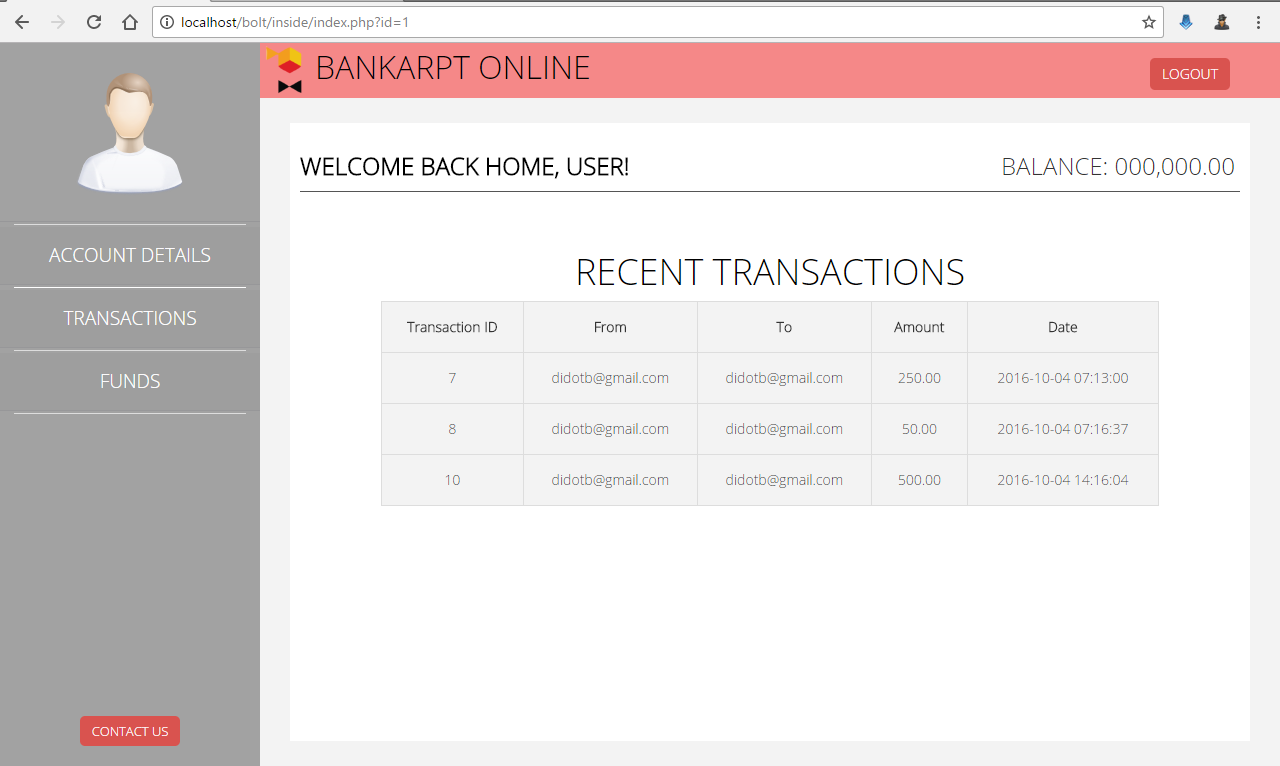 localhost/bolt/inside/index.php?id=1
BANKARPT ONLINE
LOGOUT
WELCOME BACK HOME, USER!
BALANCE: 000,000.00
ACCOUNT DETAILS
TRANSACTIONS
FUNDS
CONTACT US
RECENT TRANSACTIONS
Transaction ID From To Amount Date
7 didotb@gmail.com didotb@gmail.com 250.00 2016-10-04 07:13:00
8 didotb@gmail.com didotb@gmail.com 50.00 2016-10-04 07:16:37
10 didotb@gmail.com didotb@gmail.com 500.00 2016-10-04 14:16:04